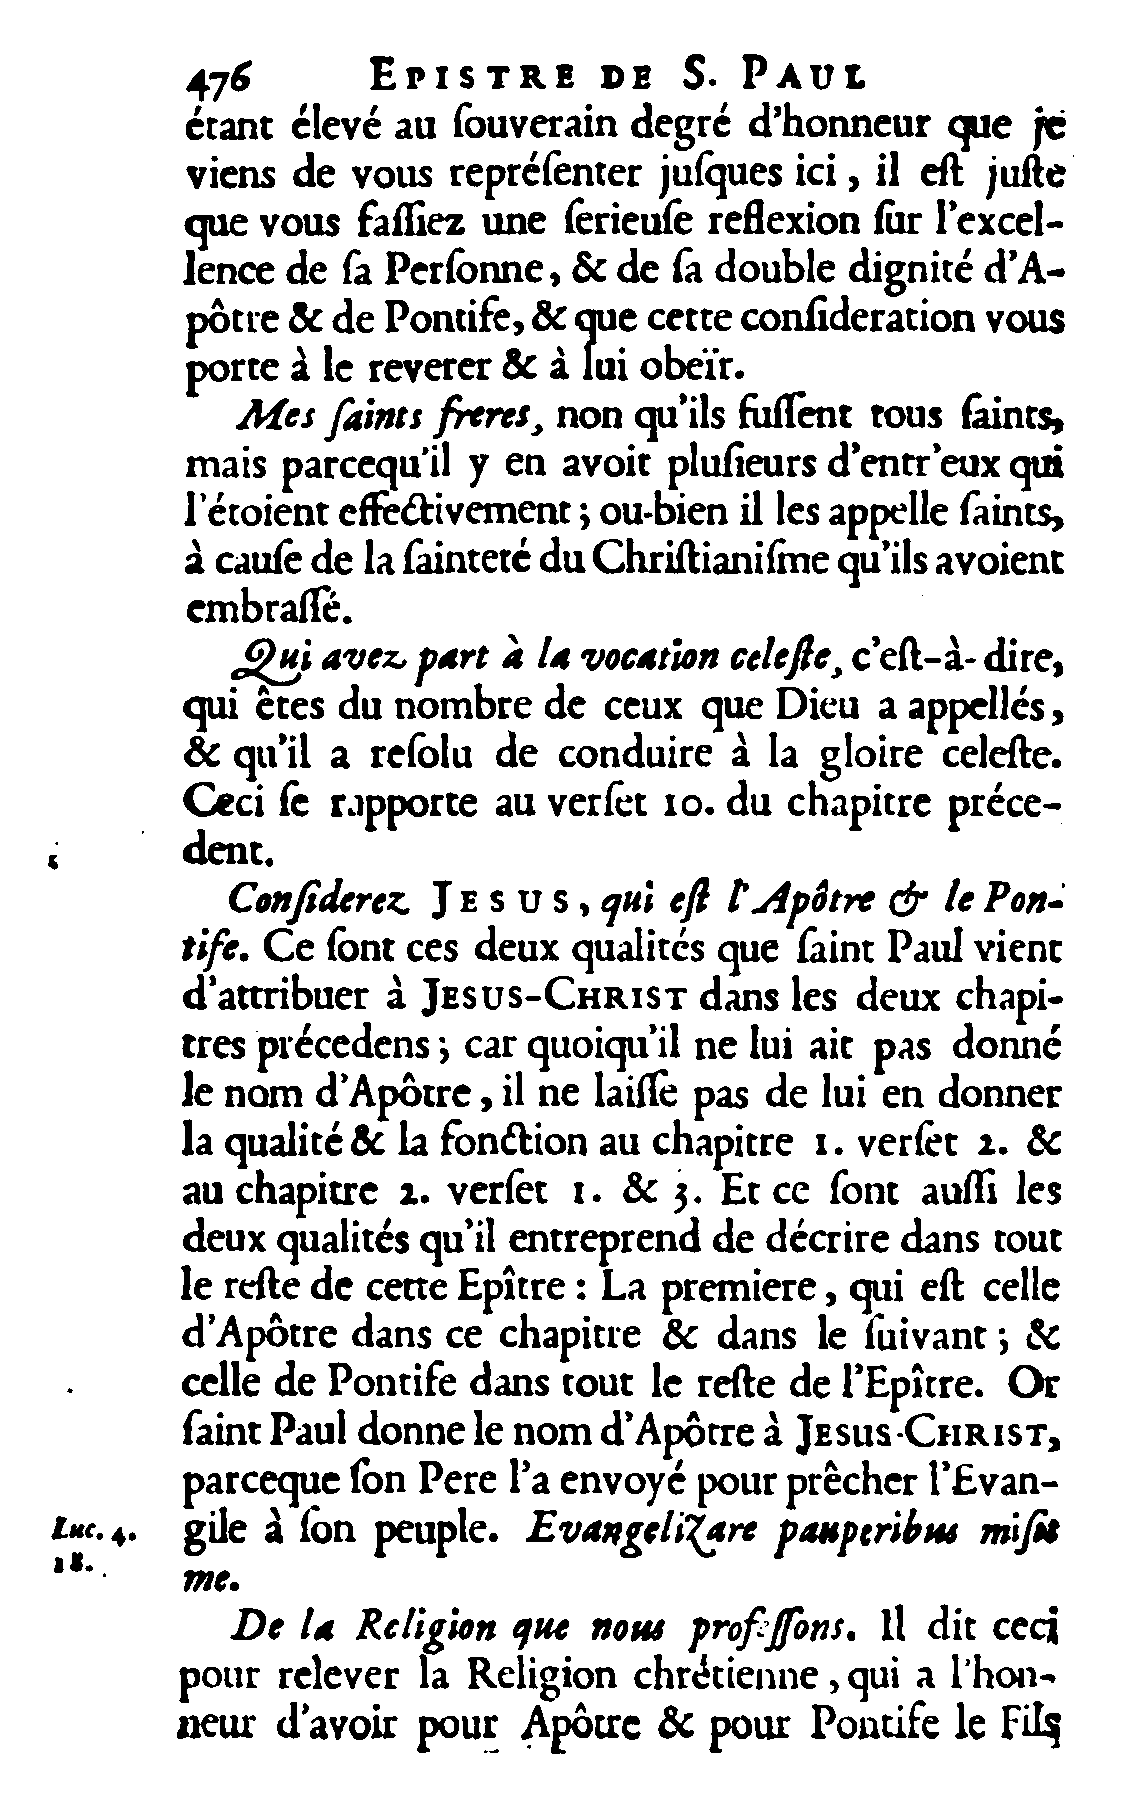 476 EPISTRE DE S. PAUL
étant élevé au ſouverain degré d'honneur que je
viens de vous repréſenter juſques ici, il eſt juſte
que vous faſſiez une ſerieuſe reflexion ſur l'excel-
lence de ſa Perſonne, & de ſa double dignité d'A-
pôtre & de Pontife, & que cette conſideration vous
porte à le reverer & à lui obeïr.
Mes ſaints freres, non qu'ils fuſſent tous ſaints,
mais parcequ'il y en avoit pluſieurs d'entr'eux qui
l'étoient effectivement ; ou-bien il les appelle ſaints,
à cauſe de la ſainteté du Chriſtianiſme qu'ils avoient
embraſſé.
Qui avez part à la vocation celeſte, c'eſt-à-dire,
qui êtes du nombre de ceux que Dieu a appellés,
& qu'il a reſolu de conduire à la gloire celeſte.
Ceci ſe rapporte au verſet 10. du chapitre préce-
dent.
Conſiderez JESUS, qui eſt l'Apôtre & le Pon-
tife. Ce ſont ces deux qualités que ſaint Paul vient
d'attribuer à JESUS-CHRIST dans les deux chapi-
tres précedens ; car quoiqu'il ne lui ait pas donné
le nom d'Apôtre, il ne laiſſe pas de lui en donner
la qualité & la fonction au chapitre 1. verſet 2. &
au chapitre 2. verſet 1. & 3. Et ce ſont auſſi les
deux qualités qu'il entreprend de décrire dans tout
le reſte de cette Epître : La premiere, qui eſt celle
d'Apôtre dans ce chapitre & dans le ſuivant ; &
celle de Pontife dans tout le reſte de l'Epître. Or
ſaint Paul donne le nom d'Apôtre à JESUS-CHRIST,
parceque ſon Pere l'a envoyé pour prêcher l'Evan-
Luc. 4. gile à ſon peuple. Evangelizare pauperibus miſit
18. me.
De la Religion que nous profeſſons. Il dit ceci
pour relever la Religion chrétienne, qui a l'hon-
neur d'avoir pour Apôtre & pour Pontife le Fils